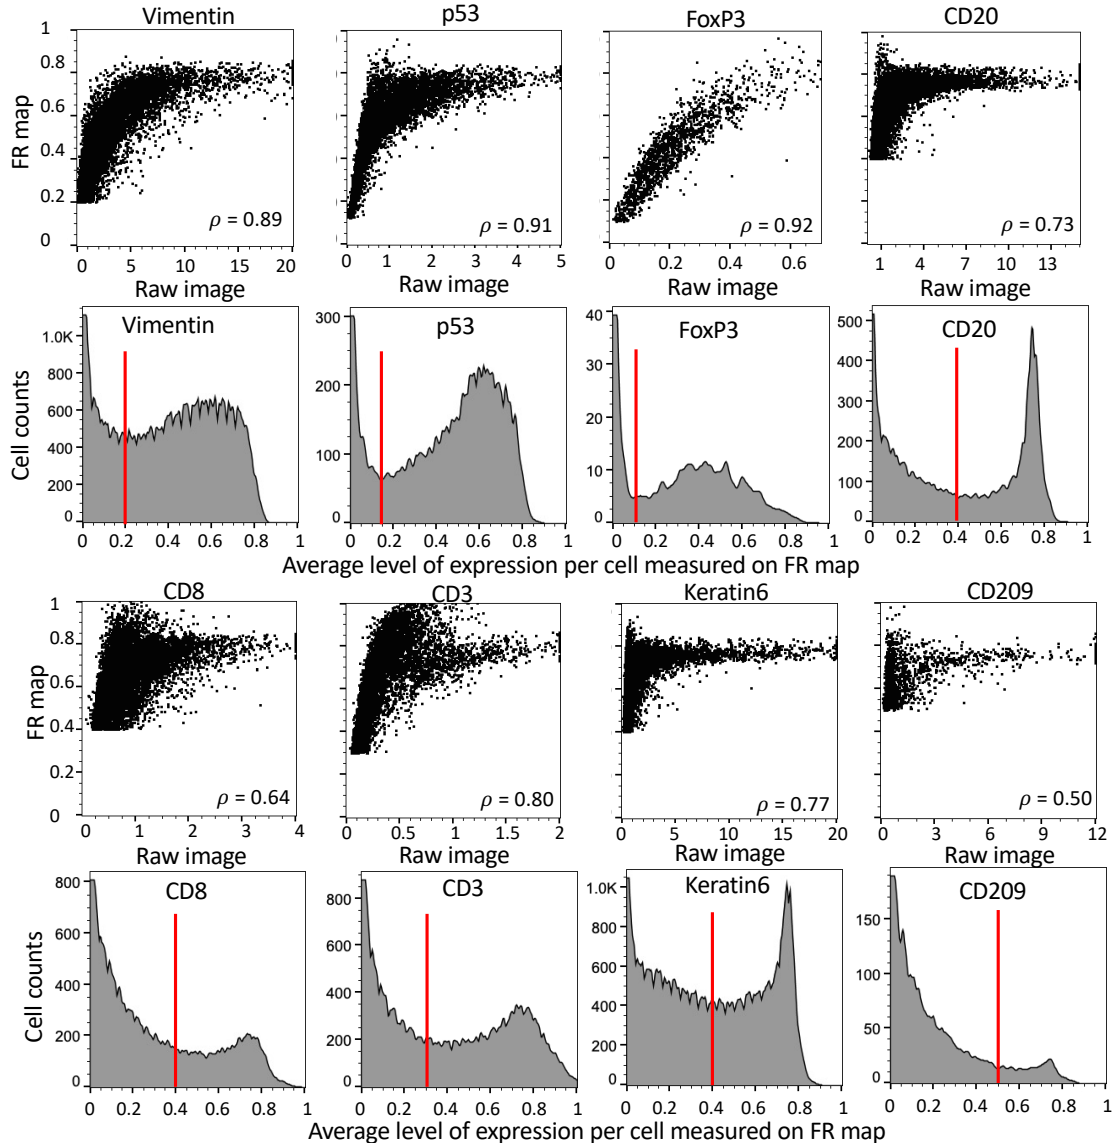 Vimentin p53 FoxP3 CD20
1
0.8
0.6
0.4
0.2
0
FR map
ρ = 0.89 ρ = 0.91 ρ = 0.92 ρ = 0.73
0 5 10 15 20 0 1 2 3 4 5 0 0.2 0.4 0.6 1 4 7 10 13
Raw image Raw image Raw image Raw image
Vimentin p53 FoxP3 CD20
Cell counts
1.0K
800
600
400
200
0
300
200
100
0
40
30
20
10
0
500
400
300
200
100
0
0 0.2 0.4 0.6 0.8 1 0 0.2 0.4 0.6 0.8 1 0 0.2 0.4 0.6 0.8 1 0 0.2 0.4 0.6 0.8 1
Average level of expression per cell measured on FR map
CD8 CD3 Keratin6 CD209
1
0.8
0.6
0.4
0.2
0
FR map
ρ = 0.64 ρ = 0.80 ρ = 0.77 ρ = 0.50
0 1 2 3 4 0 0.5 1 1.5 2 0 5 10 15 20 0 3 6 9 12
Raw image Raw image Raw image Raw image
CD8 CD3 Keratin6 CD209
Cell counts
800
600
400
200
0
800
600
400
200
0
1.0K
800
600
400
200
0
150
100
50
0
0 0.2 0.4 0.6 0.8 1 0 0.2 0.4 0.6 0.8 1 0 0.2 0.4 0.6 0.8 1 0 0.2 0.4 0.6 0.8 1
Average level of expression per cell measured on FR map